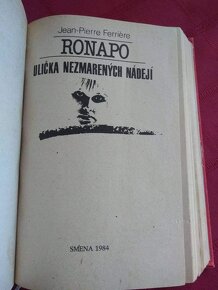 Jean-Pierre Ferrière
RONAPO
ULIČKA NEZMARENÝCH NÁDEJÍ
SMENA 1984